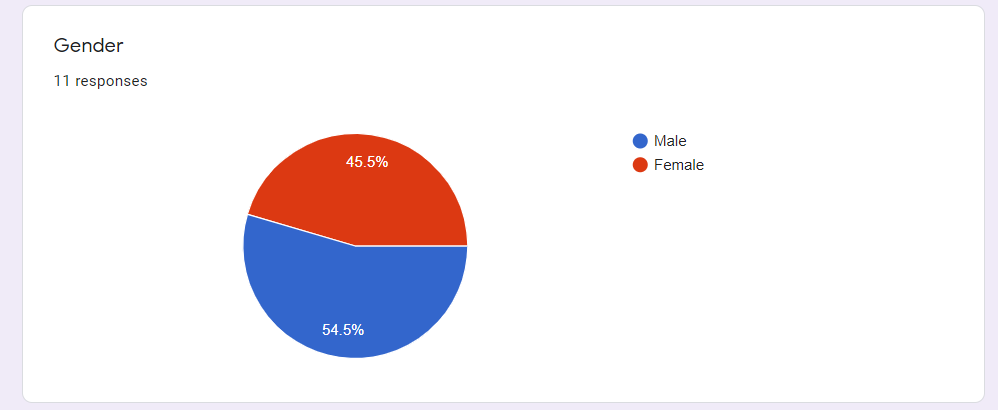 Gender
11 responses
45.5%
54.5%
Male
Female